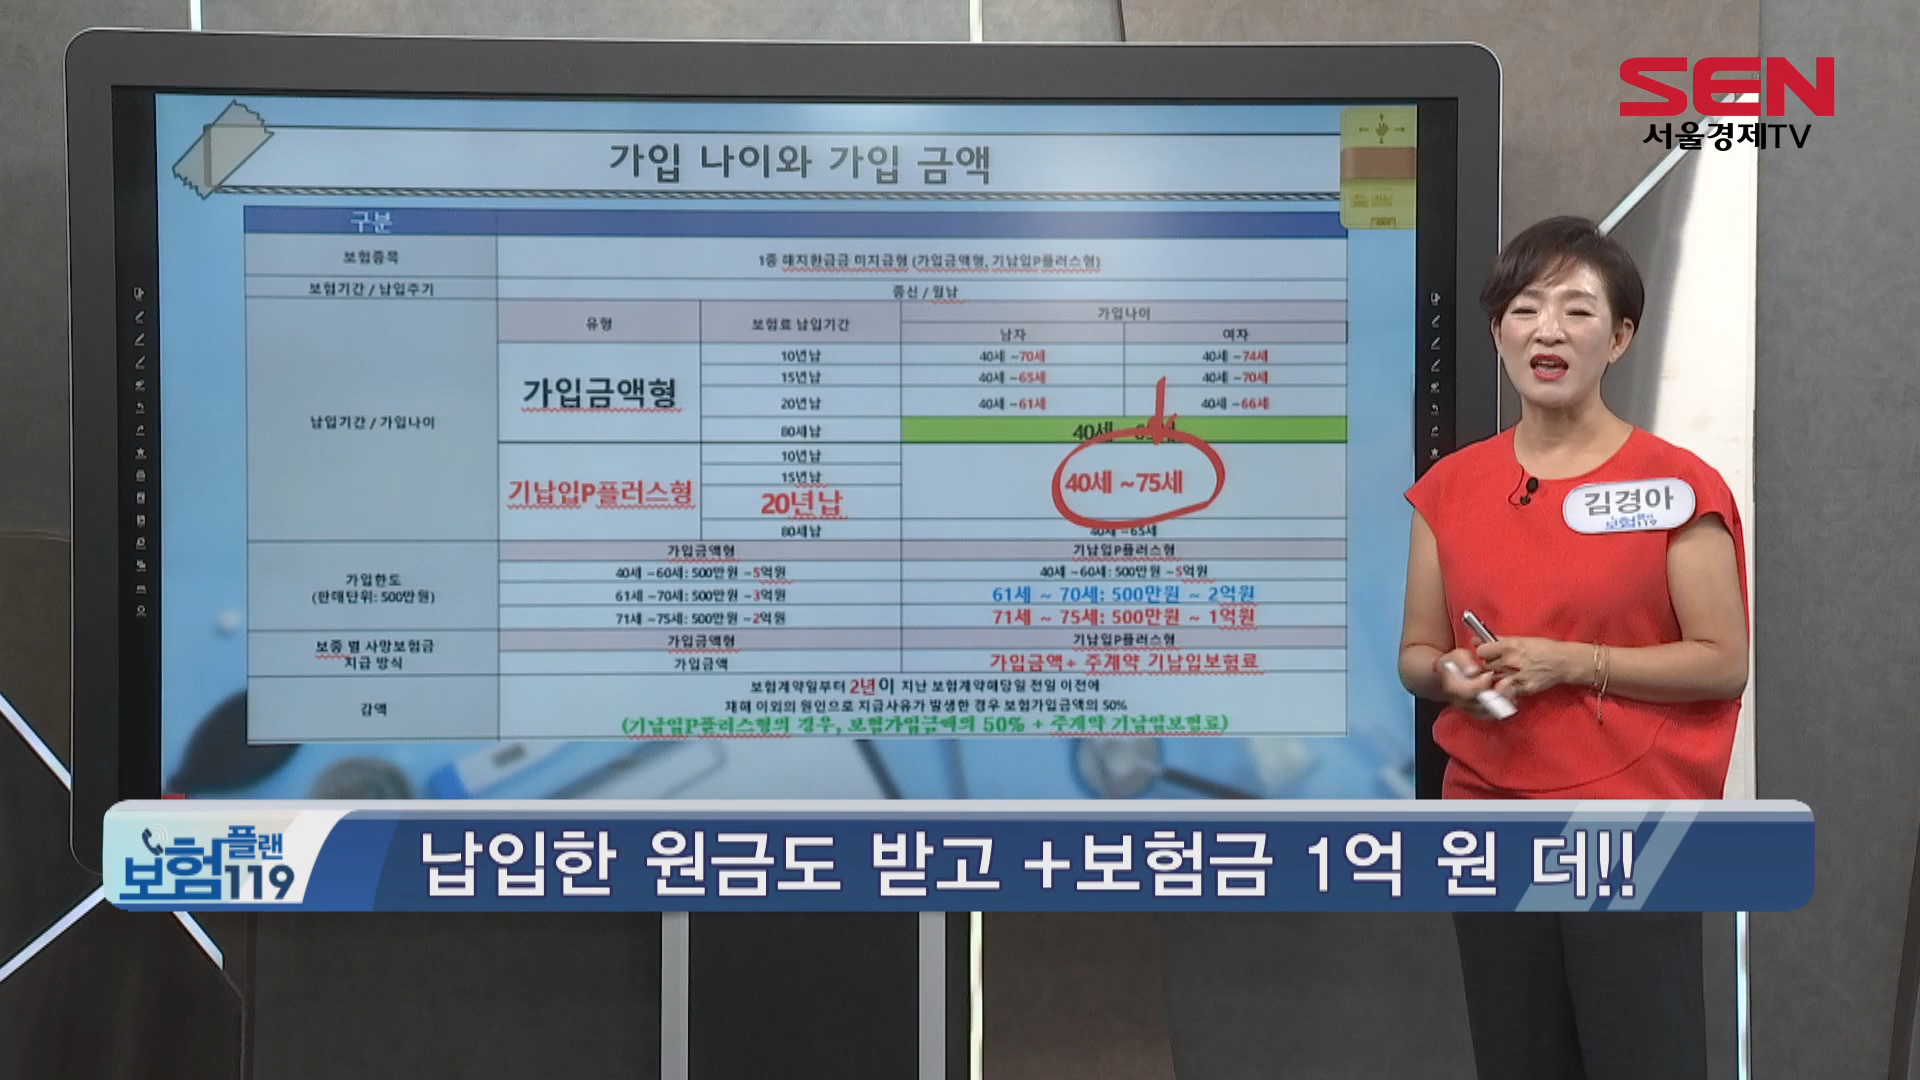 SEN
서울경제TV
가입 나이와 가입 금액
구분
보험종목
1종 해지환급금 미지급형 (가입금액형, 기납입P플러스형)
보험기간 / 납입주기
종신 / 월납
납입기간 / 가입나이
유형
보험료 납입기간
가입나이
남자
여자
가입금액형
10년납
40세 ~70세
40세 ~74세
15년납
40세 ~65세
40세 ~70세
20년납
40세 ~61세
40세 ~66세
80세납
40세
기납입P플러스형
10년납
15년납
20년납
40세 ~75세
80세납
40세 ~65세
가입한도
(판매단위: 500만원)
가입금액형
기납입P플러스형
40세 ~60세: 500만원 ~5억원
40세 ~60세: 500만원 ~5억원
61세 ~70세: 500만원 ~3억원
61세 ~ 70세: 500만원 ~ 2억원
71세 ~75세: 500만원 ~2억원
71세 ~ 75세: 500만원 ~ 1억원
보종 별 사망보험금
지급 방식
가입금액형
기납입P플러스형
가입금액
가입금액+ 주계약 기납입보험료
감액
보험계약일부터 2년이 지난 보험계약해당일 전일 이전에
재해 이외의 원인으로 지급사유가 발생한 경우 보험가입금액의 50%
(기납입P플러스형의 경우, 보험가입금액의 50% + 주계약 기납입보험료)
김경아
보험플랜119
보험플랜119
납입한 원금도 받고 +보험금 1억 원 더!!